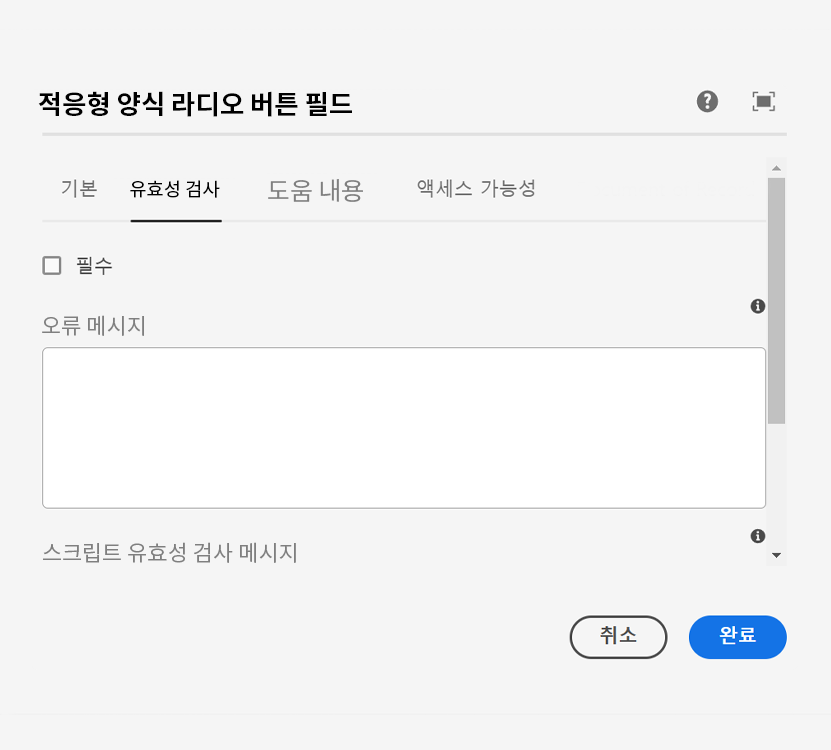 적응형 양식 라디오 버튼 필드
기본 유효성 검사 도움 내용 액세스 가능성
필수
오류 메시지
스크립트 유효성 검사 메시지
취소 완료